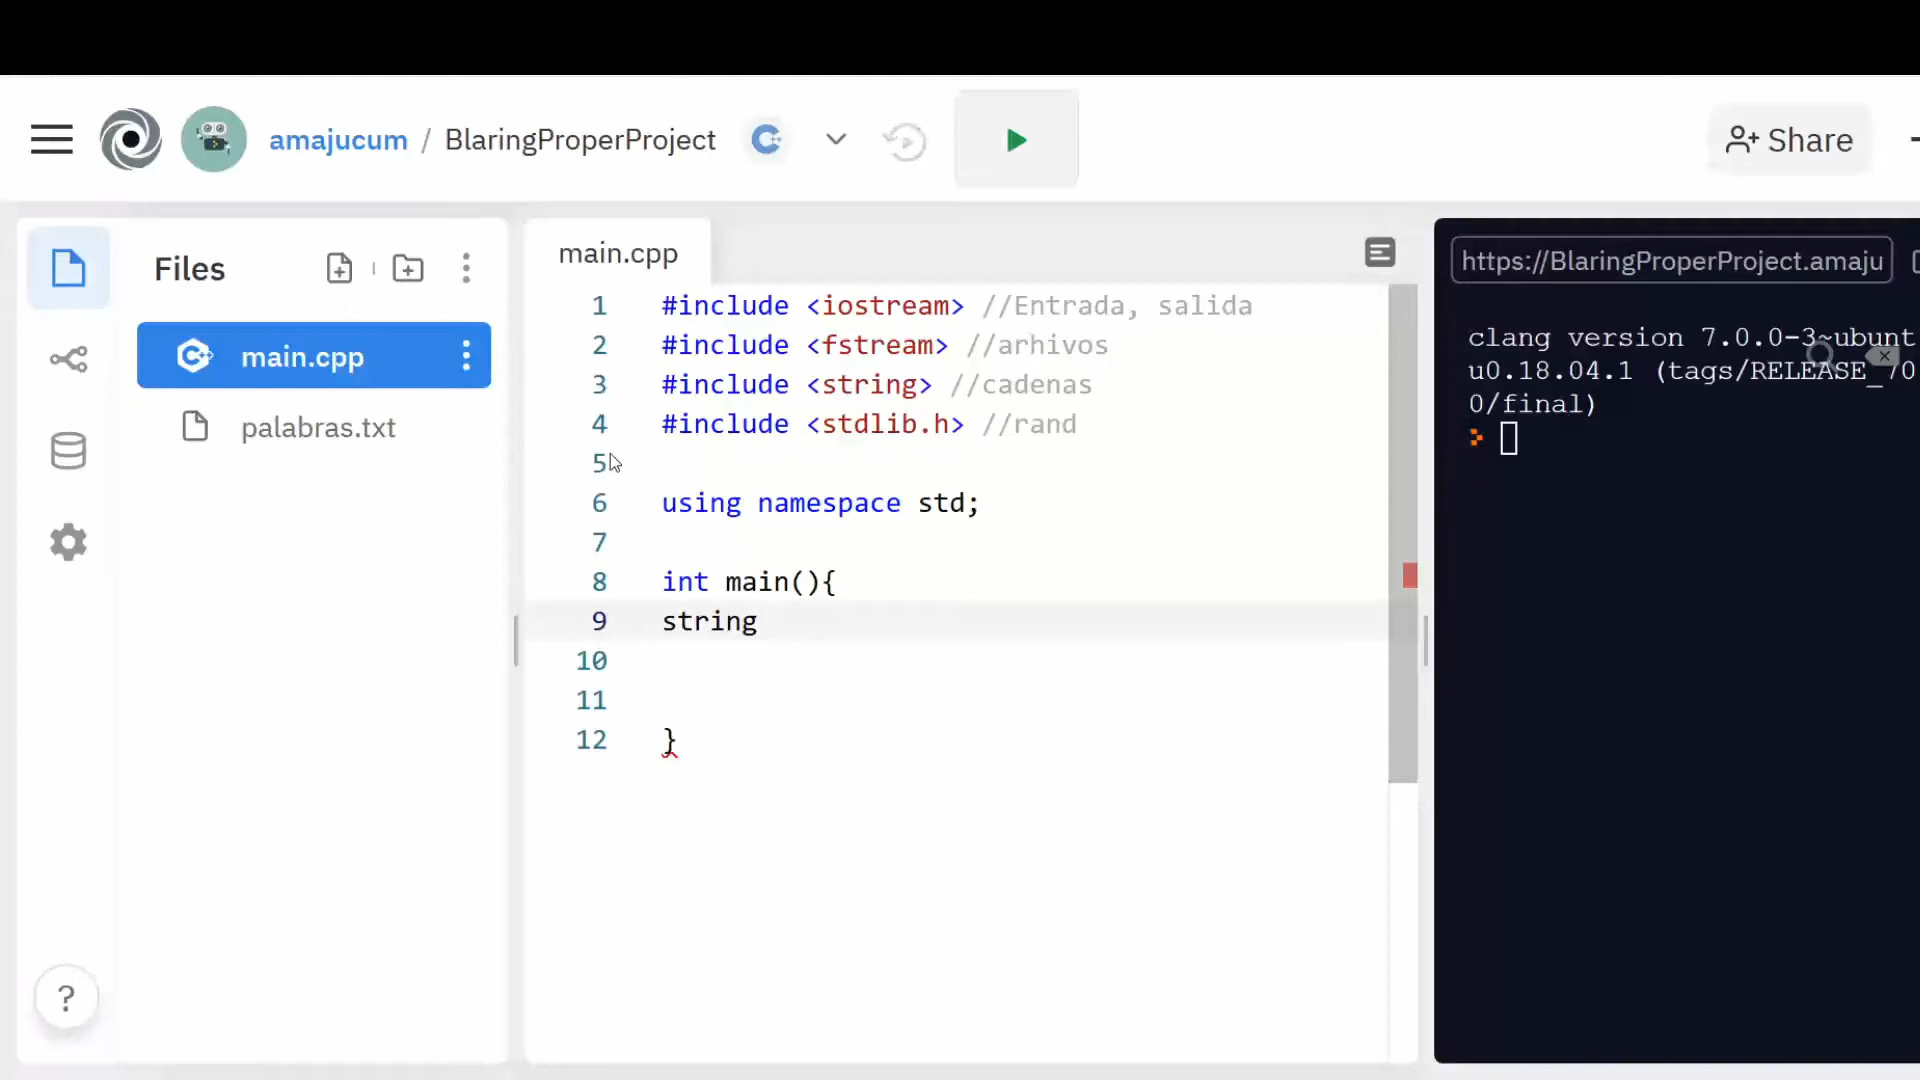 amajucum / BlaringProperProject
Share
Files
main.cpp
palabras.txt
?
main.cpp
1 #include <iostream> //Entrada, salida
2 #include <fstream> //arhivos
3 #include <string> //cadenas
4 #include <stdlib.h> //rand
5
6 using namespace std;
7
8 int main(){
9 string
10
11
12 }
https://BlaringProperProject.amaju
clang version 7.0.0-3~ubunt
u0.18.04.1 (tags/RELEASE_70
0/final)